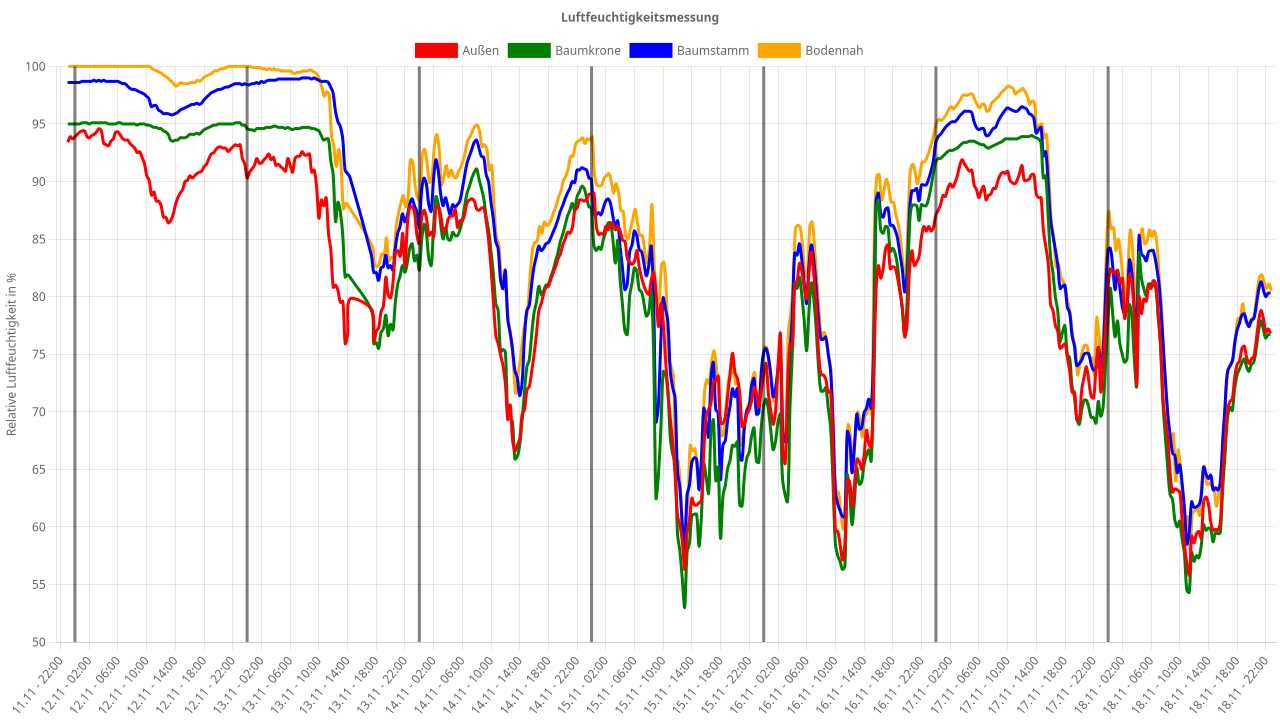 Luftfeuchtigkeitsmessung
Außen Baumkrone Baumstamm Bodennah
Relative Luftfeuchtigkeit in %
100
95
90
85
80
75
70
65
60
55
50
11.11 - 22:00
12.11 - 02:00
12.11 - 06:00
12.11 - 10:00
12.11 - 14:00
12.11 - 18:00
12.11 - 22:00
13.11 - 02:00
13.11 - 06:00
13.11 - 10:00
13.11 - 14:00
13.11 - 18:00
13.11 - 22:00
14.11 - 02:00
14.11 - 06:00
14.11 - 10:00
14.11 - 14:00
14.11 - 18:00
14.11 - 22:00
15.11 - 02:00
15.11 - 06:00
15.11 - 10:00
15.11 - 14:00
15.11 - 18:00
15.11 - 22:00
16.11 - 02:00
16.11 - 06:00
16.11 - 10:00
16.11 - 14:00
16.11 - 18:00
16.11 - 22:00
17.11 - 02:00
17.11 - 06:00
17.11 - 10:00
17.11 - 14:00
17.11 - 18:00
17.11 - 22:00
18.11 - 02:00
18.11 - 06:00
18.11 - 10:00
18.11 - 14:00
18.11 - 18:00
18.11 - 22:00